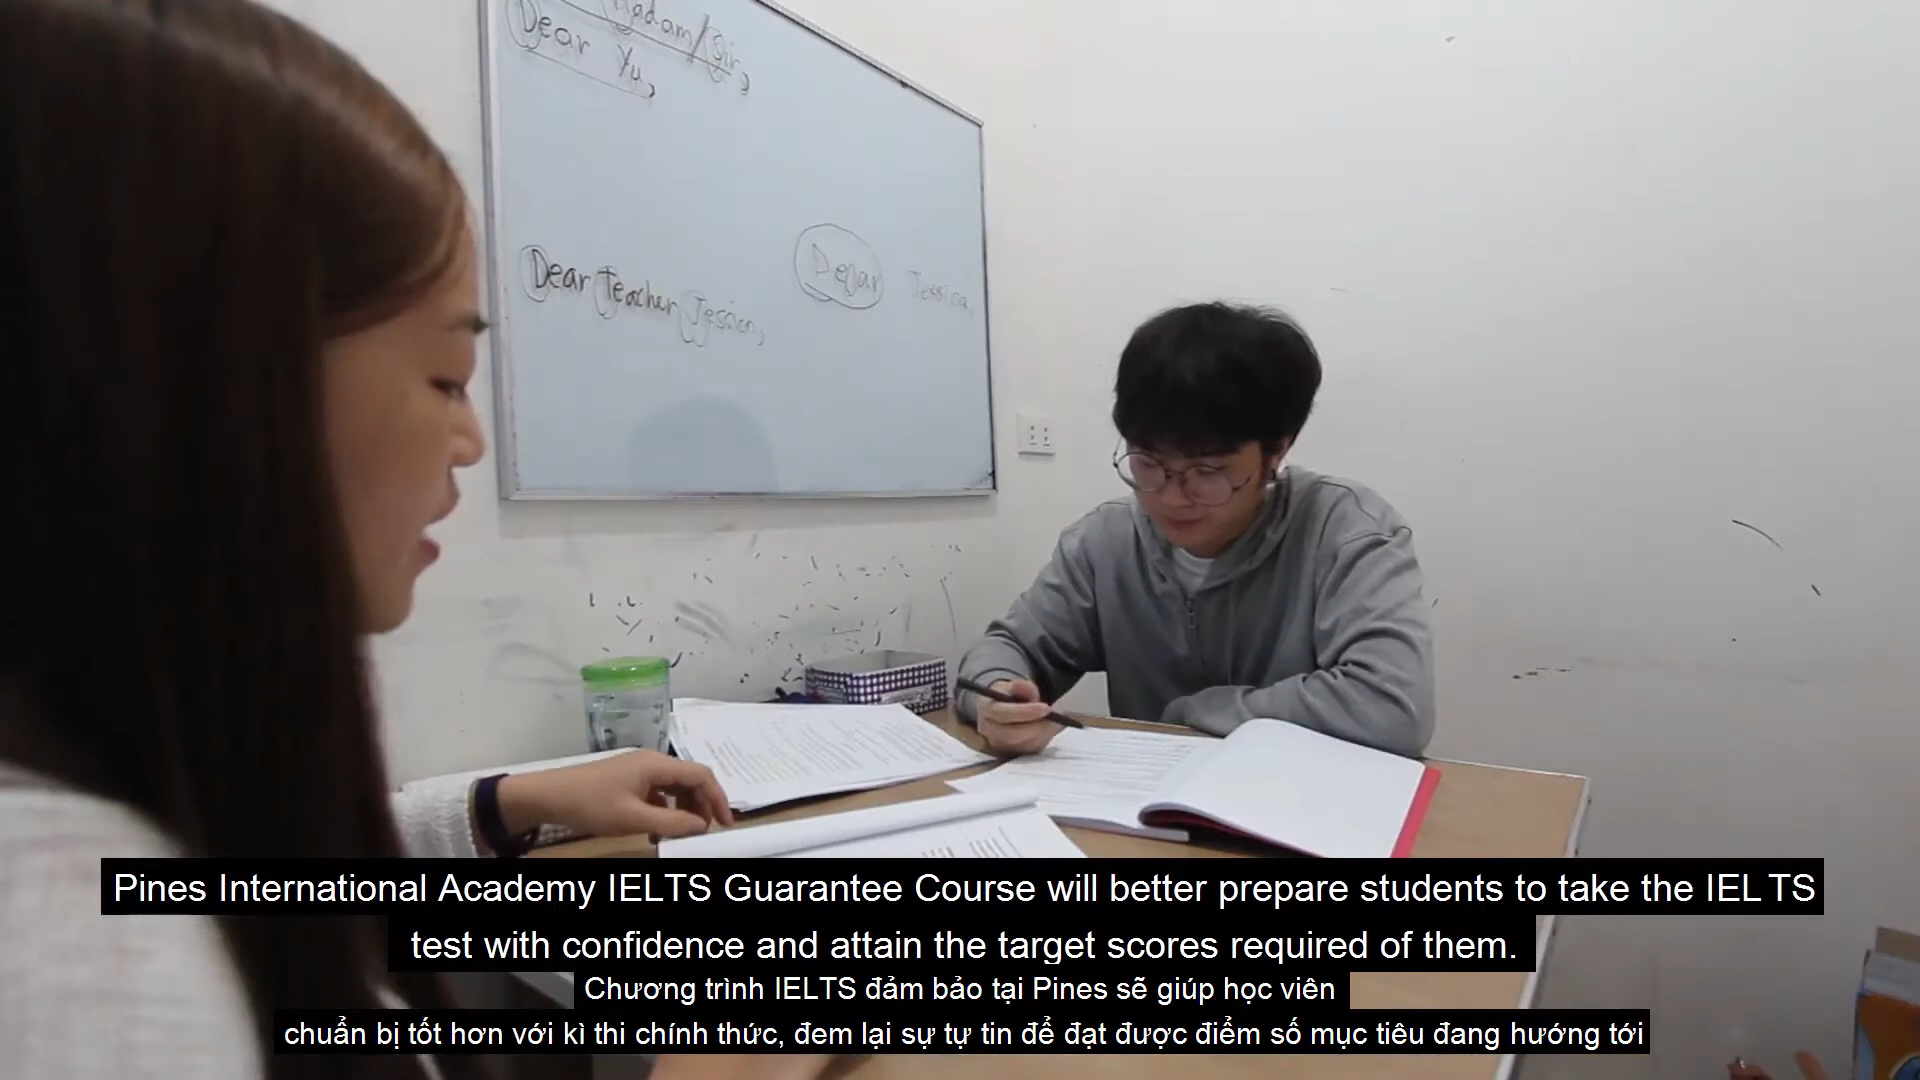 Madam/Sir,
Dear Yu,
Dear Teacher Jessica,
Dear Jessica,
Pines International Academy IELTS Guarantee Course will better prepare students to take the IELTS
test with confidence and attain the target scores required of them.
Chương trình IELTS đảm bảo tại Pines sẽ giúp học viên
chuẩn bị tốt hơn với kì thi chính thức, đem lại sự tự tin để đạt được điểm số mục tiêu đang hướng tới